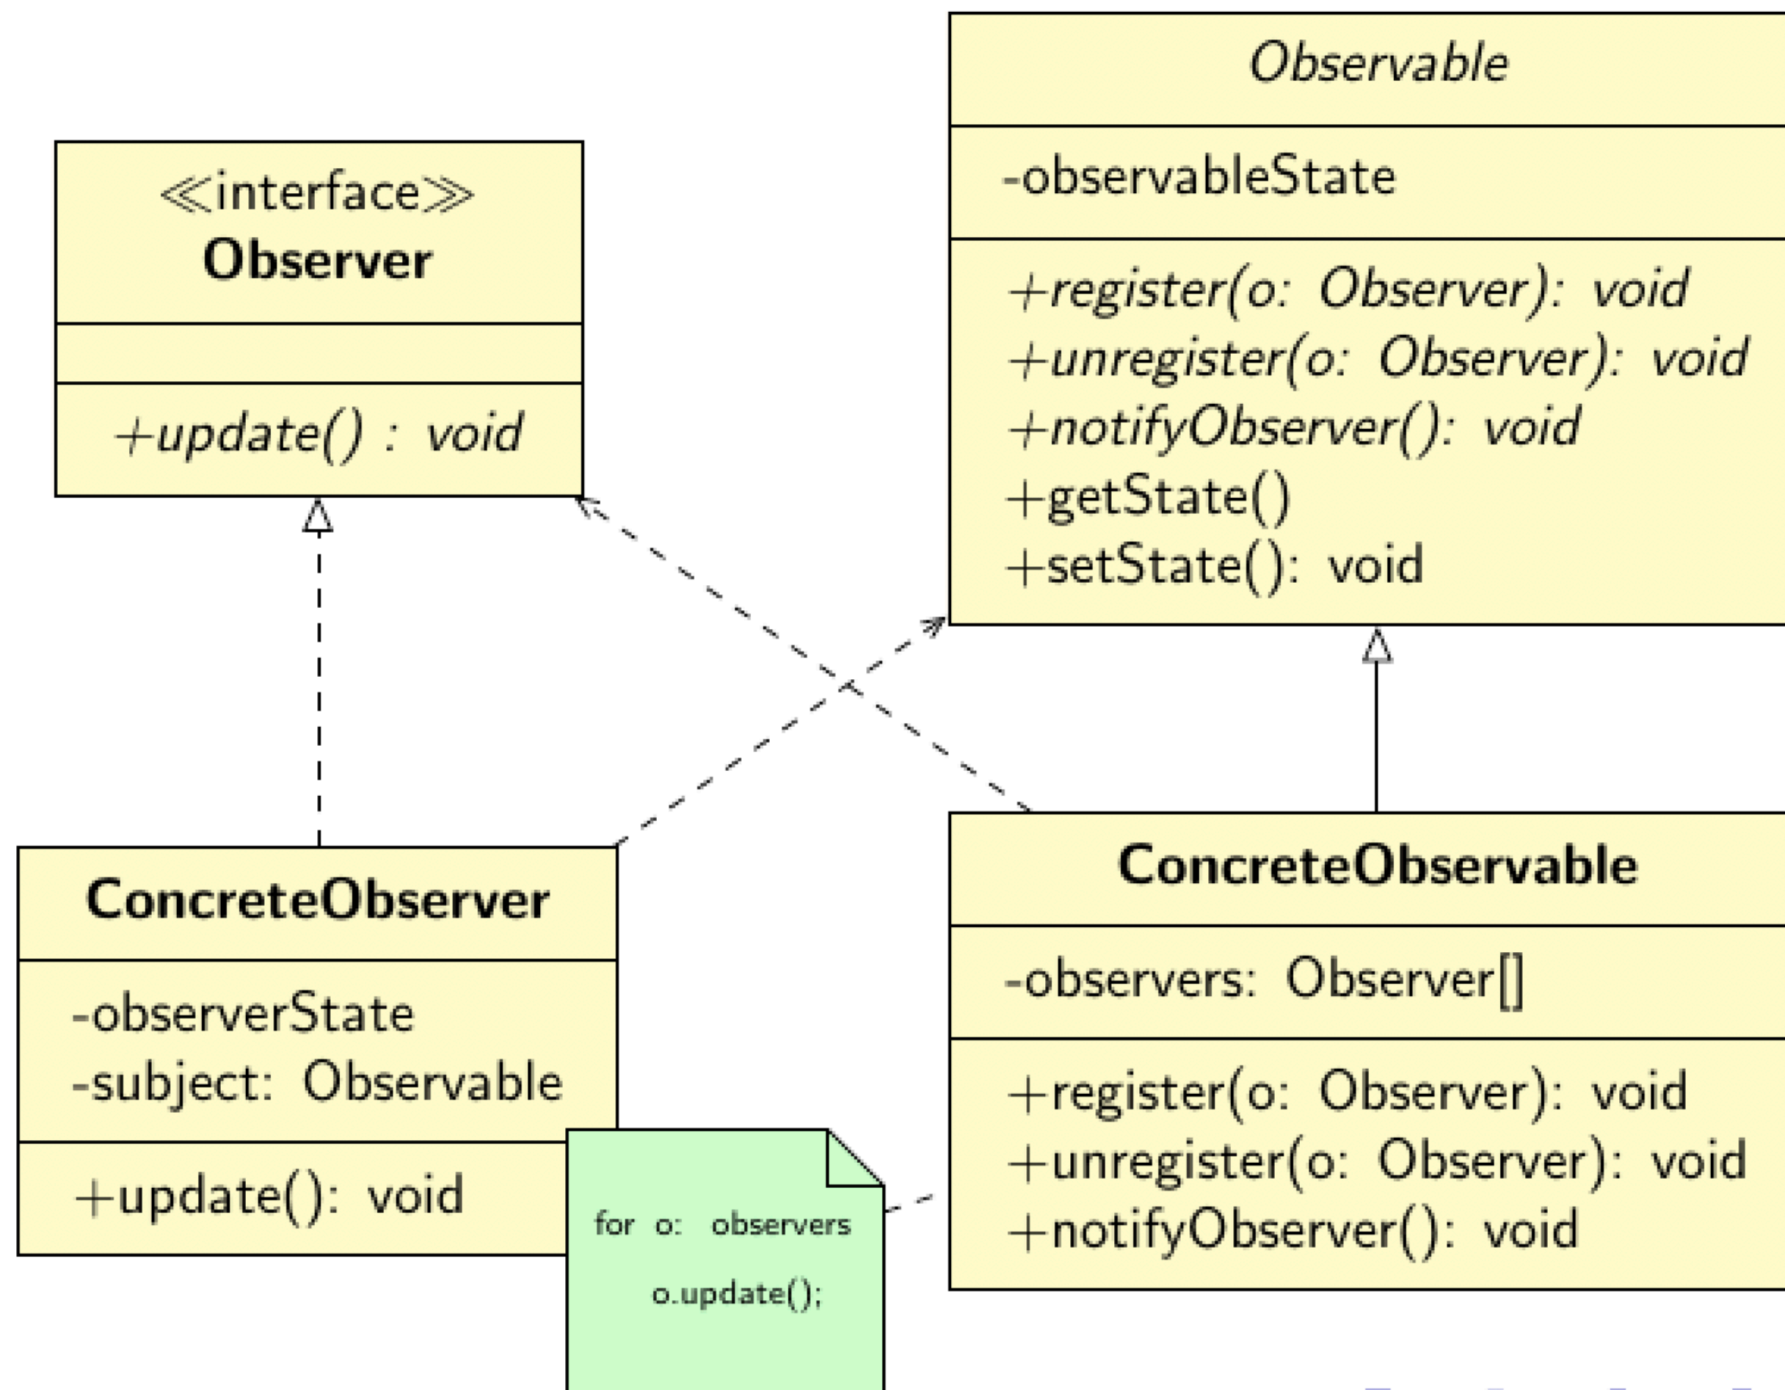 ≪interface≫
Observer
+update() : void
Observable
-observableState
+register(o: Observer): void
+unregister(o: Observer): void
+notifyObserver(): void
+getState()
+setState(): void
ConcreteObserver
-observerState
-subject: Observable
+update(): void
for o: observers
o.update();
ConcreteObservable
-observers: Observer[]
+register(o: Observer): void
+unregister(o: Observer): void
+notifyObserver(): void